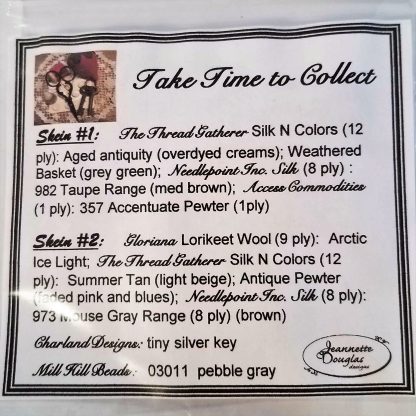 Take Time to Collect
Skein #1: The Thread Gatherer Silk N Colors (12
ply): Aged antiquity (overdyed creams); Weathered
Basket (grey green); Needlepoint Inc. Silk (8 ply) :
982 Taupe Range (med brown); Access Commodities
(1 ply): 357 Accentuate Pewter (1ply)
Skein #2: Gloriana Lorikeet Wool (9 ply): Arctic
Ice Light; The Thread Gatherer Silk N Colors (12
ply): Summer Tan (light beige); Antique Pewter
(faded pink and blues); Needlepoint Inc. Silk (8 ply):
973 Mouse Gray Range (8 ply) (brown)
Charland Designs: tiny silver key
Mill Hill Beads: 03011 pebble gray
Jeannette
Douglas
designs